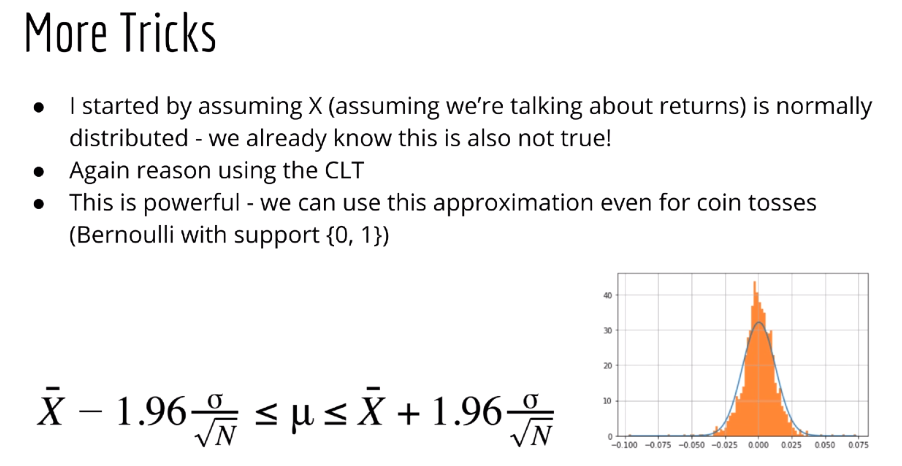 More Tricks
● I started by assuming X (assuming we're talking about returns) is normally
distributed - we already know this is also not true!
● Again reason using the CLT
● This is powerful - we can use this approximation even for coin tosses
(Bernoulli with support {0, 1})
X̄ − 1.96 σ/√N ≤ μ ≤ X̄ + 1.96 σ/√N
40
30
20
10
0
−0.100 −0.075 −0.050 −0.025 0.000 0.025 0.050 0.075